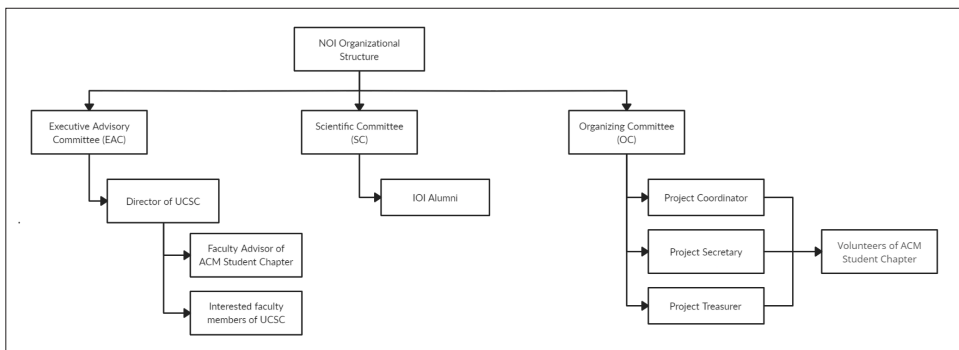 NOI Organizational
Structure
Executive Advisory
Committee (EAC)
Scientific Committee
(SC)
Organizing Committee
(OC)
Director of UCSC
IOI Alumni
Project Coordinator
Faculty Advisor of
ACM Student Chapter
Project Secretary
Volunteers of ACM
Student Chapter
Interested faculty
members of UCSC
Project Treasurer